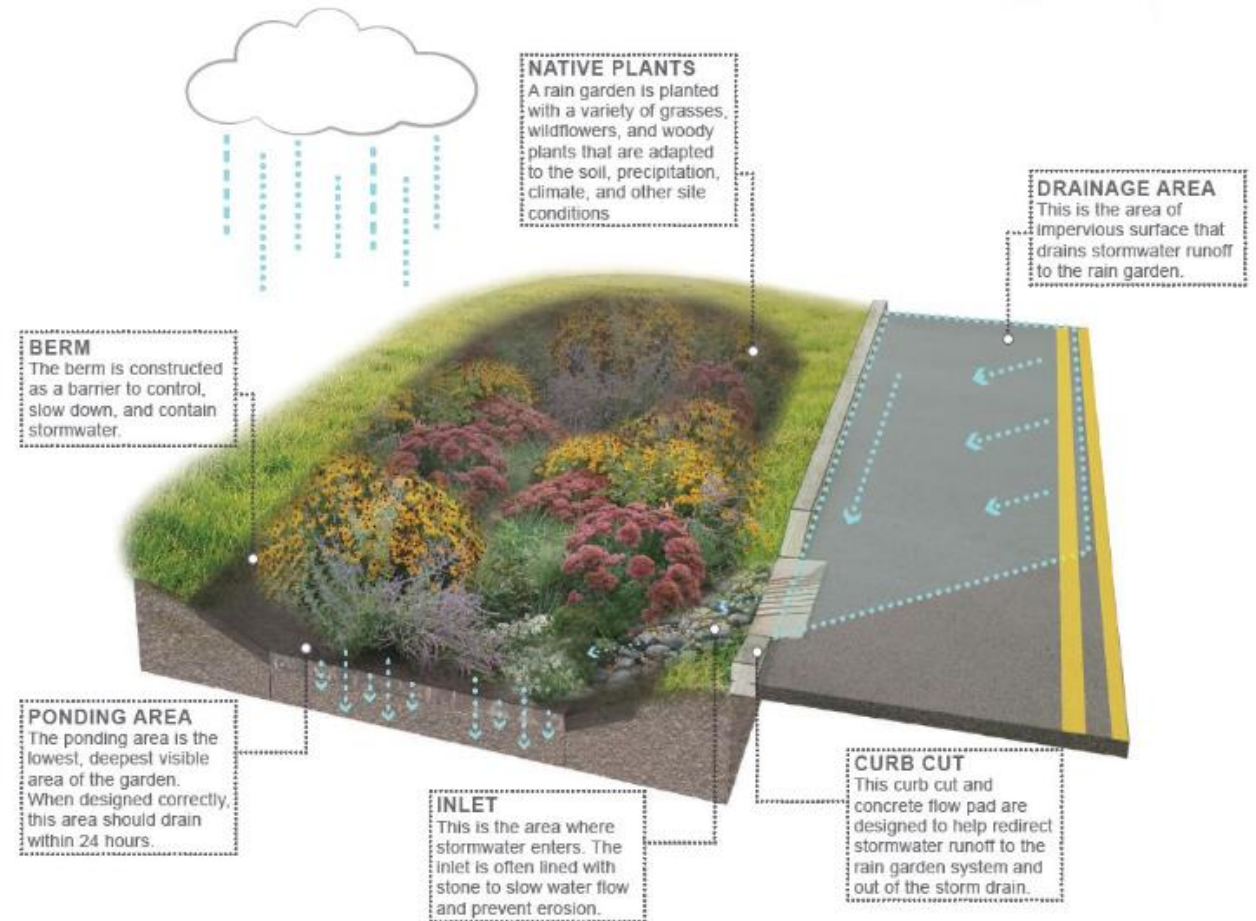 NATIVE PLANTS
A rain garden is planted
with a variety of grasses,
wildflowers, and woody
plants that are adapted
to the soil, precipitation,
climate, and other site
conditions
DRAINAGE AREA
This is the area of
impervious surface that
drains stormwater runoff
to the rain garden.
BERM
The berm is constructed
as a barrier to control,
slow down, and contain
stormwater.
PONDING AREA
The ponding area is the
lowest, deepest visible
area of the garden.
When designed correctly,
this area should drain
within 24 hours.
INLET
This is the area where
stormwater enters. The
inlet is often lined with
stone to slow water flow
and prevent erosion.
CURB CUT
This curb cut and
concrete flow pad are
designed to help redirect
stormwater runoff to the
rain garden system and
out of the storm drain.